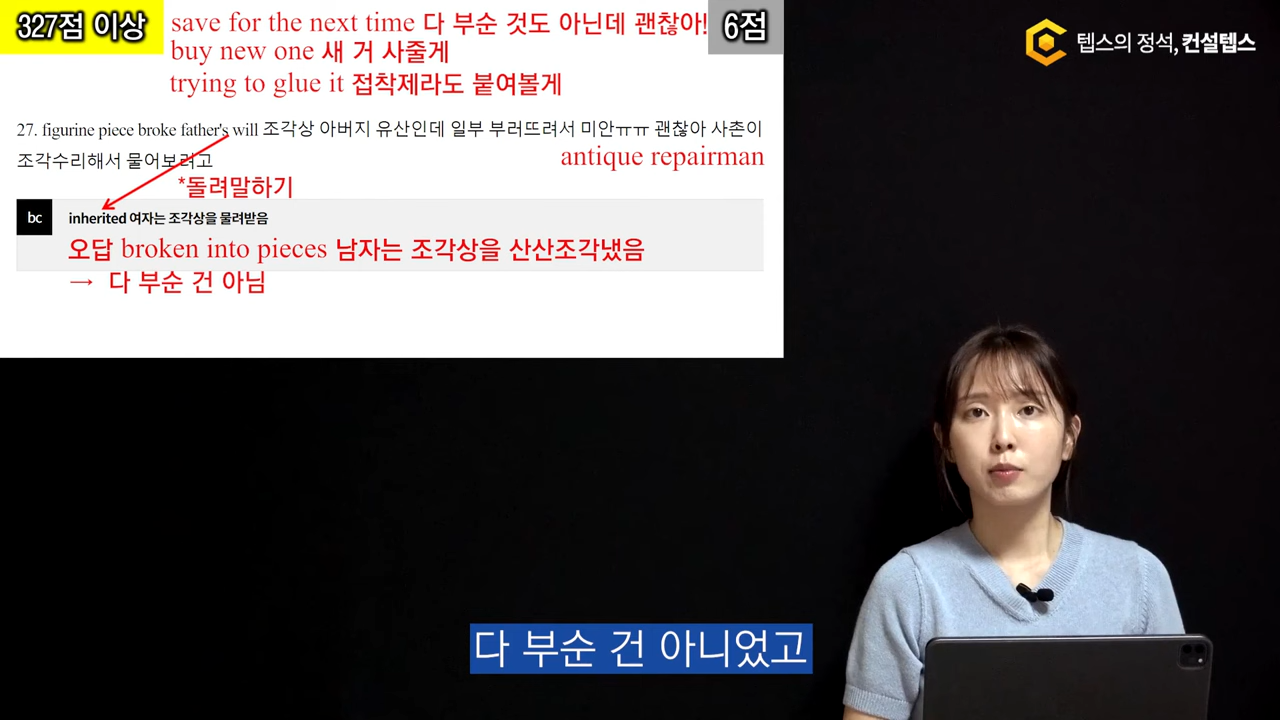 327점 이상
save for the next time 다 부순 것도 아닌데 괜찮아!
6점
buy new one 새 거 사줄게
trying to glue it 접착제라도 붙여볼게
텝스의 정석, 컨설텝스
27. figurine piece broke father's will 조각상 아버지 유산인데 일부 부러뜨려서 미안ㅠㅠ 괜찮아 사촌이
조각수리해서 물어보려고
antique repairman
*돌려말하기
bc
inherited 여자는 조각상을 물려받음
오답 broken into pieces 남자는 조각상을 산산조각냈음
→ 다 부순 건 아님
다 부순 건 아니었고